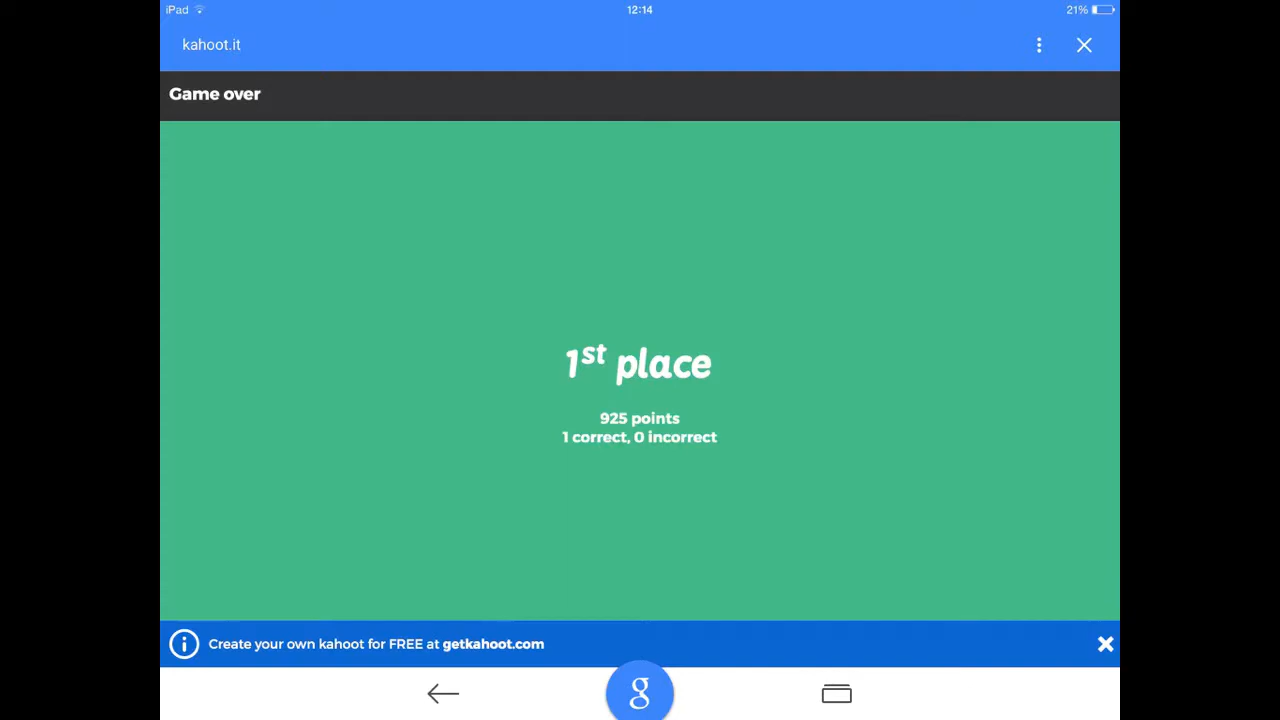 iPad 12:14 21%
kahoot.it
Game over
1st place
925 points
1 correct, 0 incorrect
Create your own kahoot for FREE at getkahoot.com
g